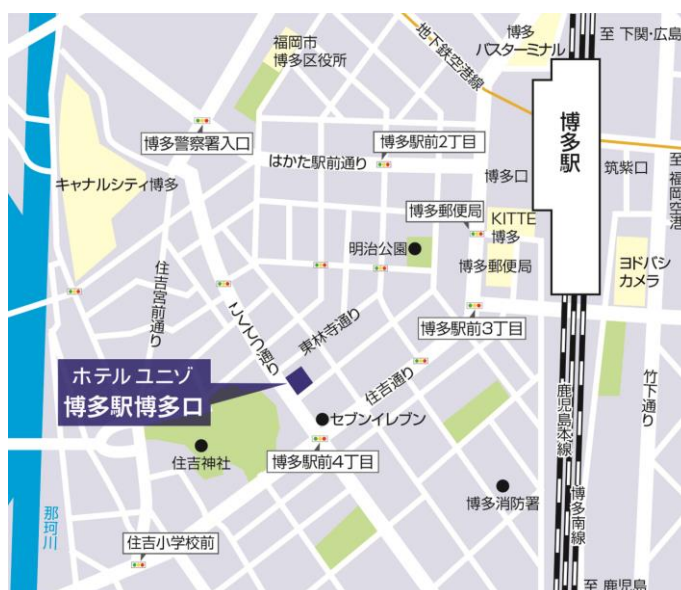 博多
バスターミナル
至 下関・広島
地下鉄空港線
福岡市
博多区役所
博多警察署入口
博多駅前2丁目
はかた駅前通り
博多駅
博多口
筑紫口
至
福岡空港
キャナルシティ博多
博多郵便局
KITTE
博多
明治公園
博多郵便局
ヨドバシ
カメラ
住吉宮前通り
こくてつ通り
東林寺通り
博多駅前3丁目
住吉通り
ホテル ユニゾ
博多駅博多口
セブンイレブン
鹿児島本線
竹下通り
住吉神社
博多駅前4丁目
博多消防署
博多南線
那珂川
住吉小学校前
至 鹿児島